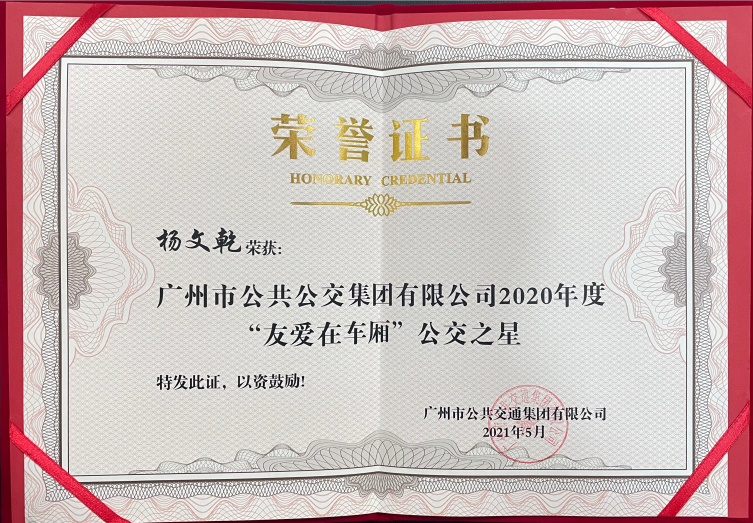 荣誉证书
HONORARY CREDENTIAL
杨文乾荣获：
广州市公共公交集团有限公司2020年度
“友爱在车厢”公交之星
特发此证，以资鼓励!
广州市公共交通集团有限公司
2021年5月